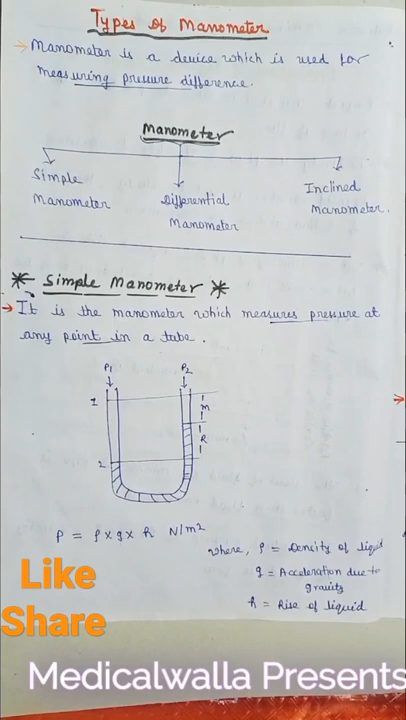 Types of Manometer
→ Manometer is a device which is used for
measuring pressure difference.
Manometer
Simple
Manometer
Differential
Manometer
Inclined
Manometer.
* Simple Manometer *
→ It is the manometer which measures pressure at
any point in a tube.
P1 P2
1
m
R
2
P = ρ x g x h N/m²
where, ρ = Dencity of liquid
g = Acceleration due to
gravity
h = Rise of liquid
Like
Share
Medicalwalla Presents